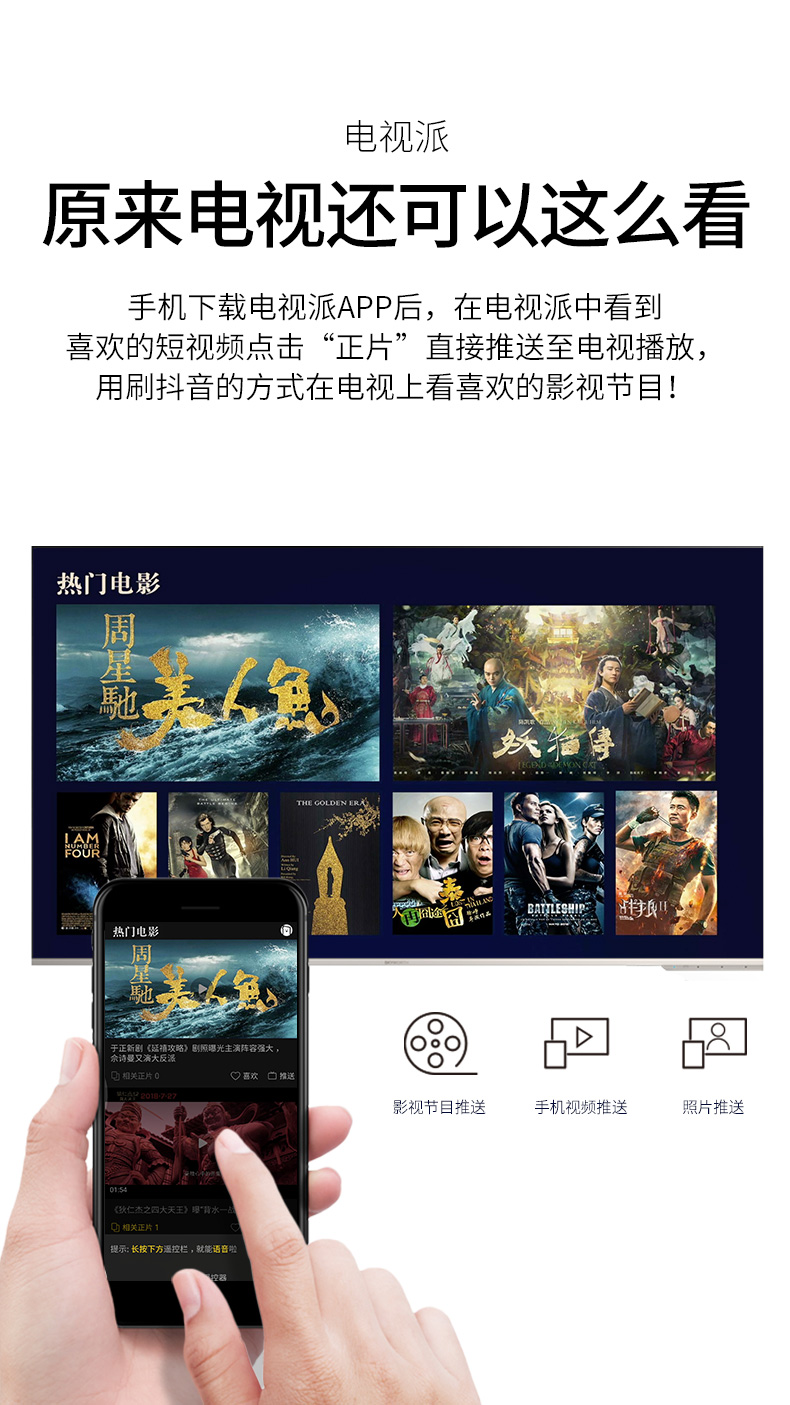 电视派
原来电视还可以这么看
手机下载电视派APP后，在电视派中看到
喜欢的短视频点击“正片”直接推送至电视播放，
用刷抖音的方式在电视上看喜欢的影视节目！
热门电影
周星馳
美人魚
妖猫傳
LEGEND OF THE DEMON CAT
I AM
NUMBER
FOUR
THE GOLDEN ERA
人再囧途泰囧
BATTLESHIP
战狼II
热门电影
周星馳
美人魚
于正新剧《延禧攻略》剧照曝光主演阵容强大，
佘诗曼又演大反派
相关正片 0
喜欢
推送
2018-7-27
01:54
《狄仁杰之四大天王》曝“背水一战
相关正片 1
提示: 长按下方遥控栏，就能语音啦
控器
影视节目推送
手机视频推送
照片推送